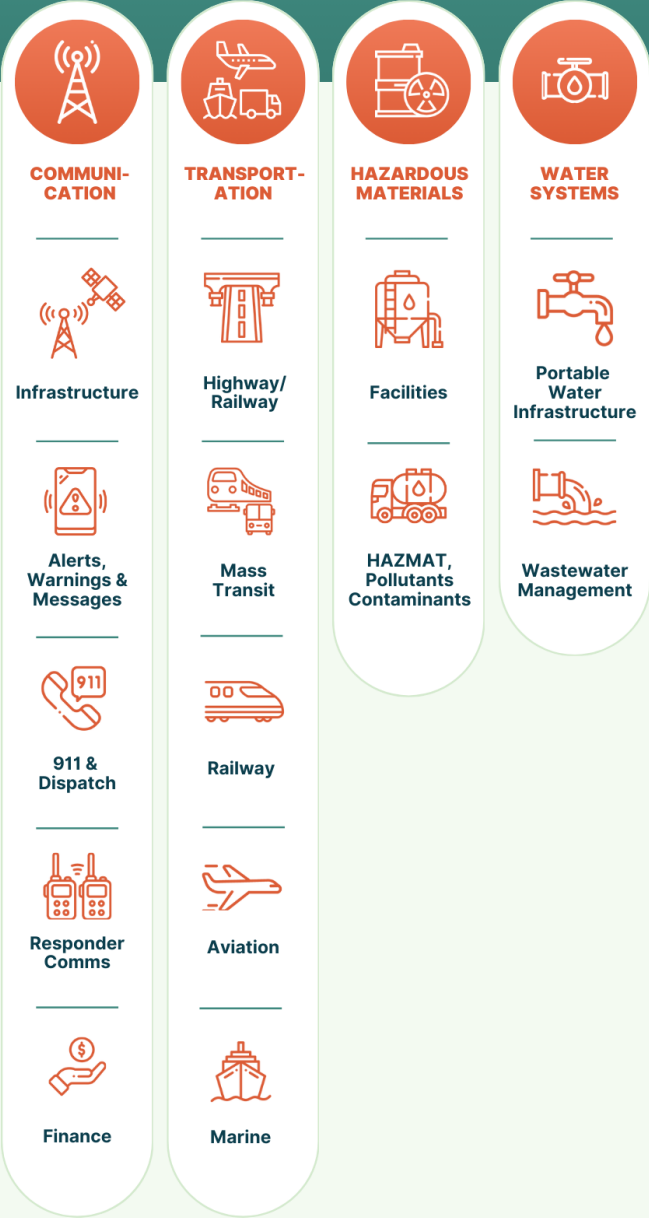 COMMUNI-
CATION
Infrastructure
Alerts,
Warnings &
Messages
911
911 &
Dispatch
Responder
Comms
$
Finance
TRANSPORT-
ATION
Highway/
Railway
Mass
Transit
Railway
Aviation
Marine
HAZARDOUS
MATERIALS
Facilities
HAZMAT,
Pollutants
Contaminants
WATER
SYSTEMS
Portable
Water
Infrastructure
Wastewater
Management